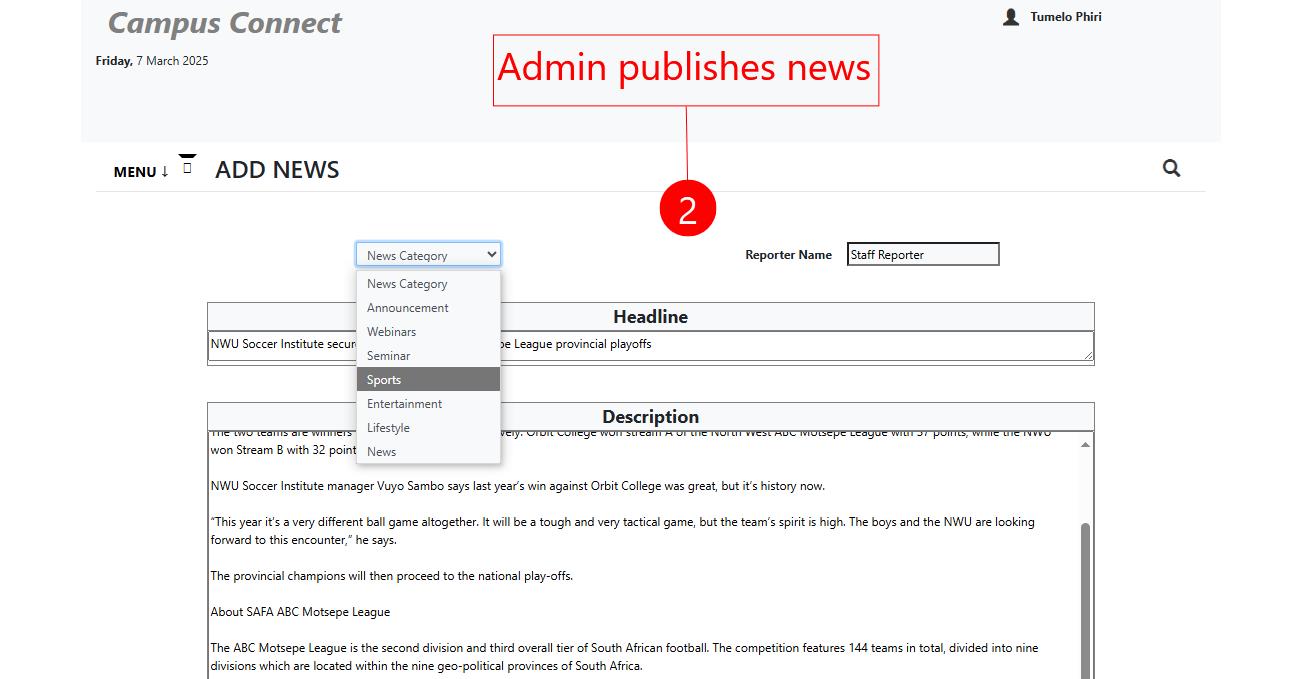 Campus Connect
Tumelo Phiri
Friday, 7 March 2025
Admin publishes news
MENU ↓
ADD NEWS
2
News Category
Reporter Name
Staff Reporter
News Category
Announcement
Webinars
Seminar
Sports
Entertainment
Lifestyle
News
Headline
NWU Soccer Institute secur
League provincial playoffs
Description
The two teams are winners
Orbit College won stream A of the North West ABC Motsepe League with 37 points, while the NWU
won Stream B with 32 point
NWU Soccer Institute manager Vuyo Sambo says last year's win against Orbit College was great, but it's history now.
"This year it's a very different ball game altogether. It will be a tough and very tactical game, but the team's spirit is high. The boys and the NWU are looking
forward to this encounter," he says.
The provincial champions will then proceed to the national play-offs.
About SAFA ABC Motsepe League
The ABC Motsepe League is the second division and third overall tier of South African football. The competition features 144 teams in total, divided into nine
divisions which are located within the nine geo-political provinces of South Africa.